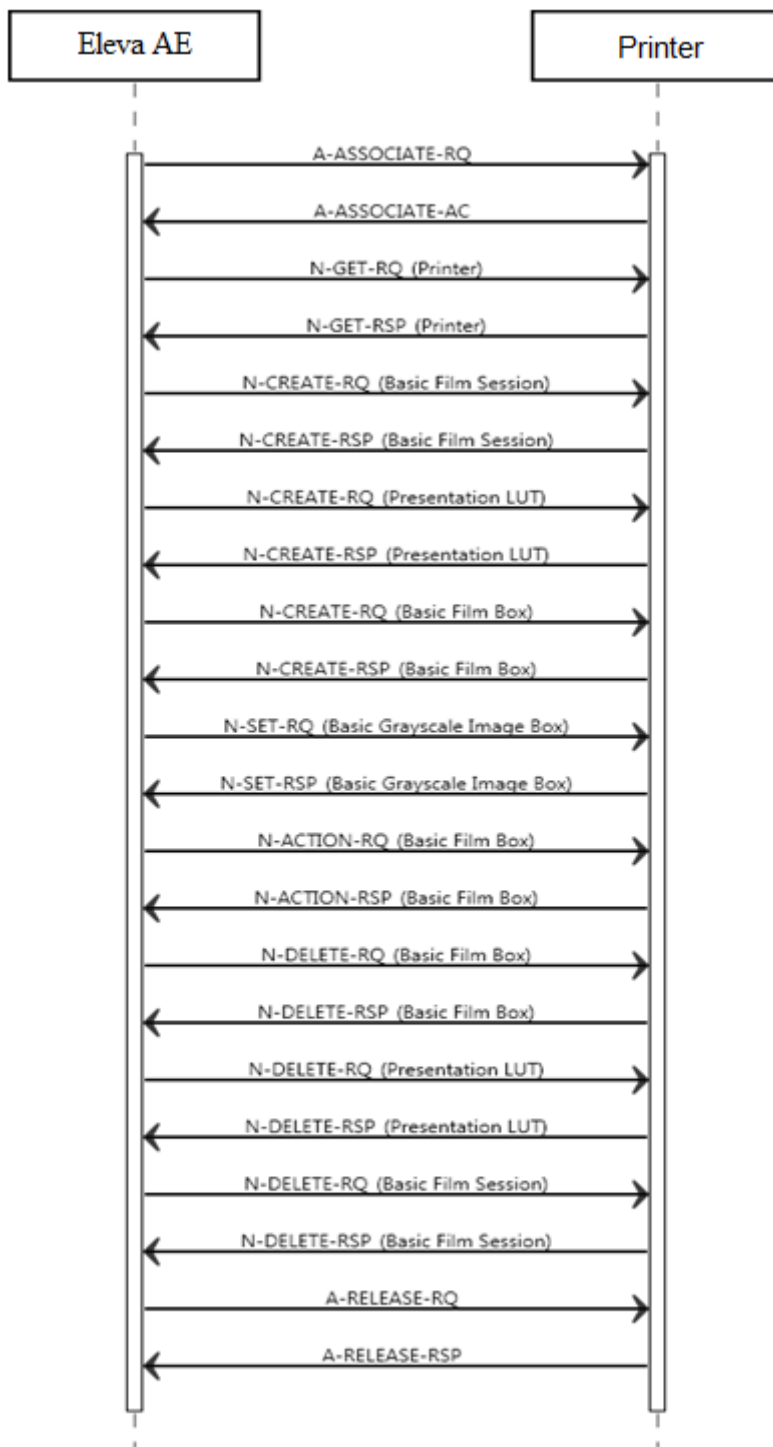 Eleva AE
Printer
A-ASSOCIATE-RQ
A-ASSOCIATE-AC
N-GET-RQ (Printer)
N-GET-RSP (Printer)
N-CREATE-RQ (Basic Film Session)
N-CREATE-RSP (Basic Film Session)
N-CREATE-RQ (Presentation LUT)
N-CREATE-RSP (Presentation LUT)
N-CREATE-RQ (Basic Film Box)
N-CREATE-RSP (Basic Film Box)
N-SET-RQ (Basic Grayscale Image Box)
N-SET-RSP (Basic Grayscale Image Box)
N-ACTION-RQ (Basic Film Box)
N-ACTION-RSP (Basic Film Box)
N-DELETE-RQ (Basic Film Box)
N-DELETE-RSP (Basic Film Box)
N-DELETE-RQ (Presentation LUT)
N-DELETE-RSP (Presentation LUT)
N-DELETE-RQ (Basic Film Session)
N-DELETE-RSP (Basic Film Session)
A-RELEASE-RQ
A-RELEASE-RSP